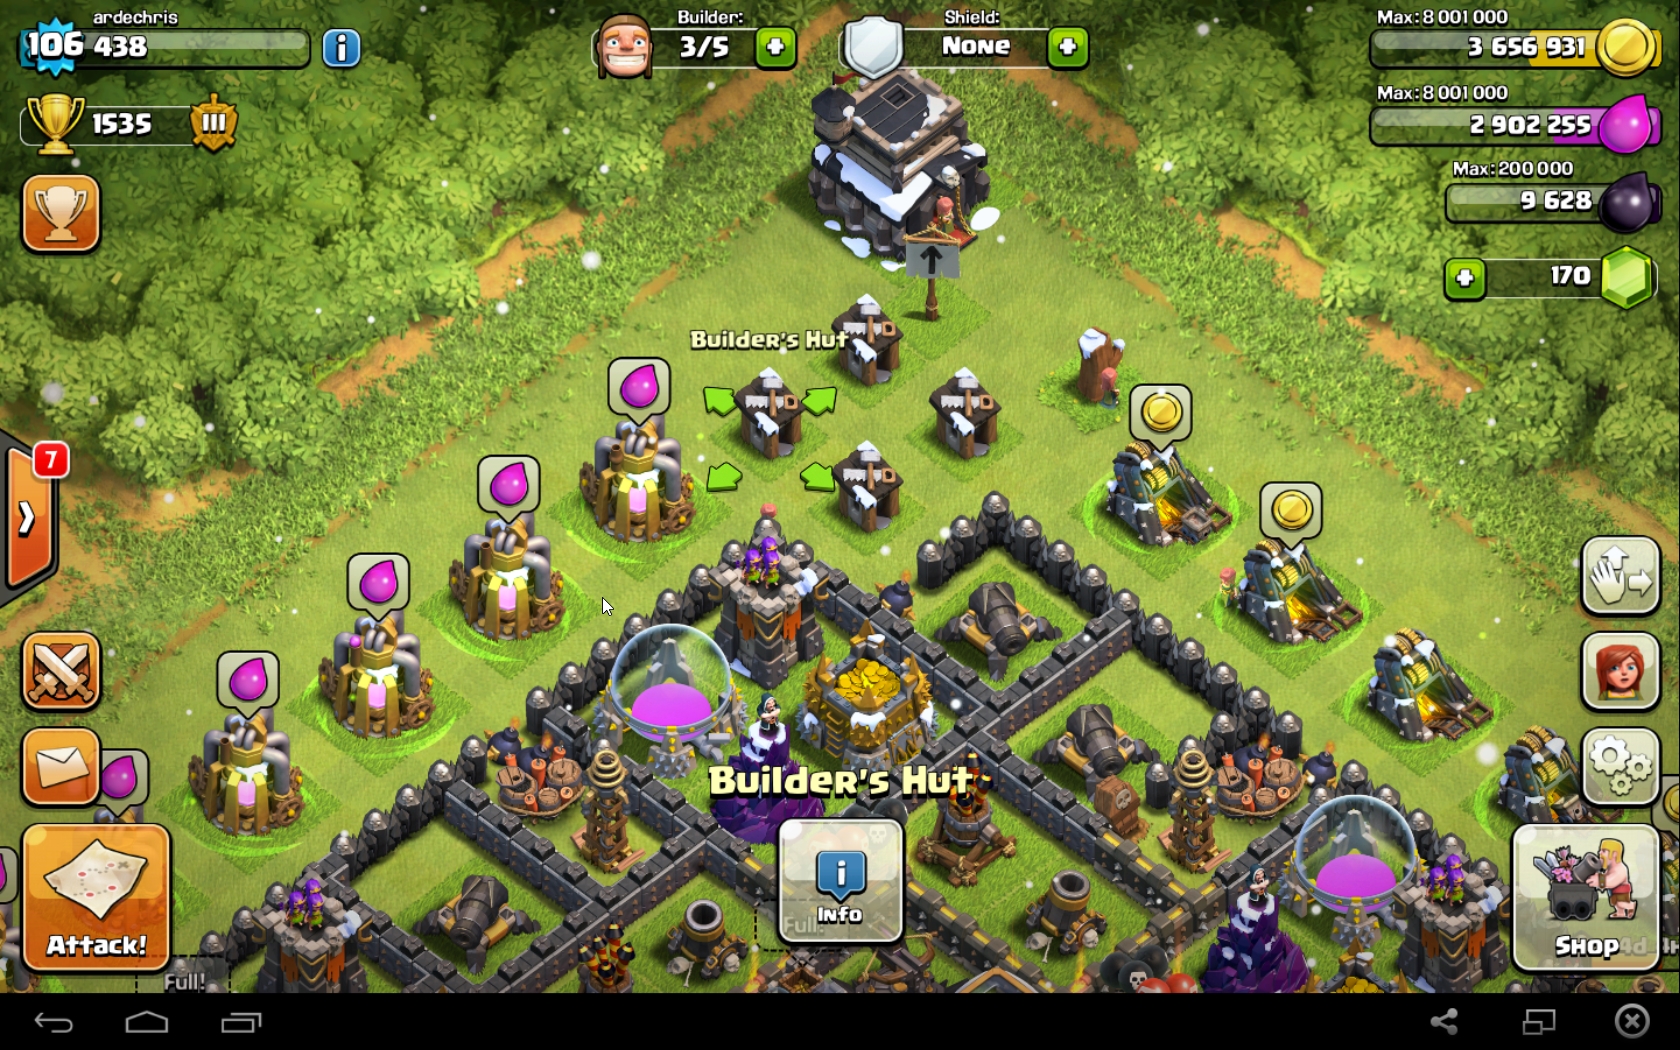 ardechris
106 438
Builder:
3/5
Shield:
None
Max: 8 001 000
3 656 931
1535
III
Max: 8 001 000
2 902 255
Max: 200 000
9 628
170
Builder's Hut
7
Builder's Hut
Info
Full!
Attack!
Full!
Shop
4d